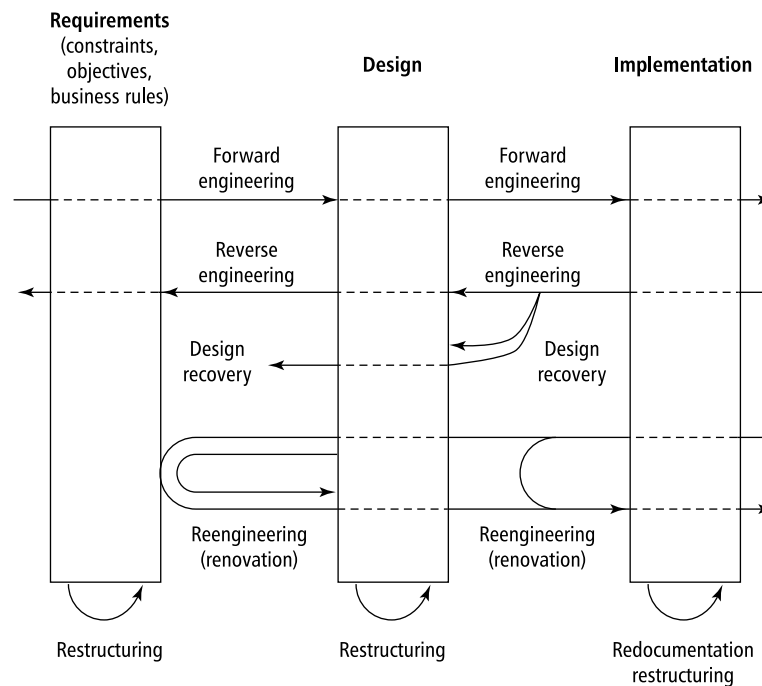 Requirements
(constraints,
objectives,
business rules)
Design
Implementation
Forward
engineering
Forward
engineering
Reverse
engineering
Reverse
engineering
Design
recovery
Design
recovery
Reengineering
(renovation)
Reengineering
(renovation)
Restructuring
Restructuring
Redocumentation
restructuring